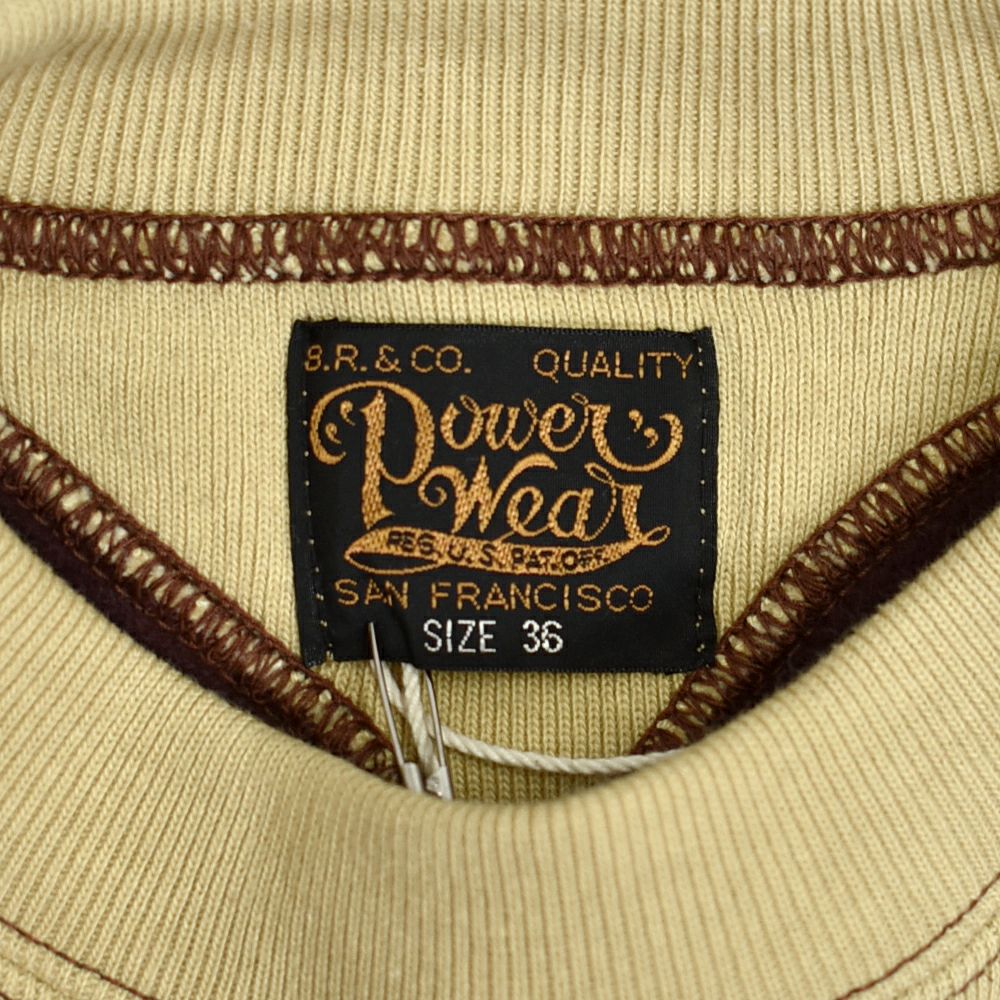 B.R. & CO. QUALITY
"Power"
Wear
REG. U.S. PAT. OFF.
SAN FRANCISCO
SIZE 36